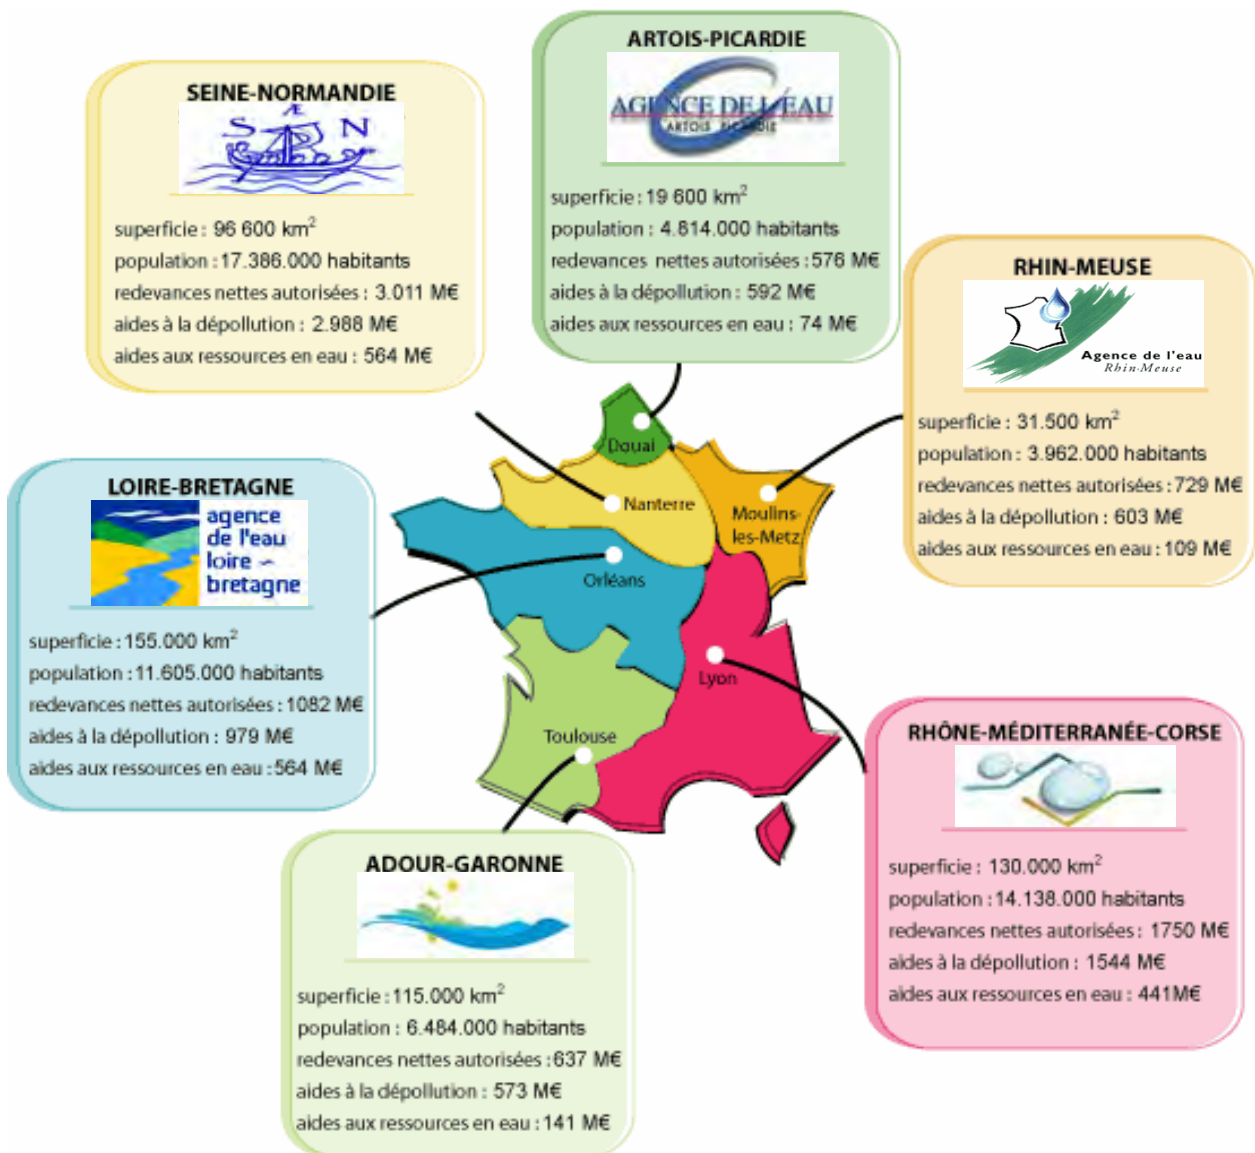 ARTOIS-PICARDIE
AGENCE DE L'EAU
ARTOIS PICARDIE
superficie : 19 600 km²
population : 4.814.000 habitants
redevances nettes autorisées : 576 M€
aides à la dépollution : 592 M€
aides aux ressources en eau : 74 M€
SEINE-NORMANDIE
S Æ N
superficie : 96 600 km²
population : 17.386.000 habitants
redevances nettes autorisées : 3.011 M€
aides à la dépollution : 2.988 M€
aides aux ressources en eau : 564 M€
RHIN-MEUSE
Agence de l'eau
Rhin-Meuse
superficie : 31.500 km²
population : 3.962.000 habitants
redevances nettes autorisées : 729 M€
aides à la dépollution : 603 M€
aides aux ressources en eau : 109 M€
LOIRE-BRETAGNE
agence
de l'eau
loire ~
bretagne
superficie : 155.000 km²
population : 11.605.000 habitants
redevances nettes autorisées : 1082 M€
aides à la dépollution : 979 M€
aides aux ressources en eau : 564 M€
Douai
Nanterre
Moulins-
les-Metz
Orléans
Lyon
Toulouse
RHÔNE-MÉDITERRANÉE-CORSE
superficie : 130.000 km²
population : 14.138.000 habitants
redevances nettes autorisées : 1750 M€
aides à la dépollution : 1544 M€
aides aux ressources en eau : 441M€
ADOUR-GARONNE
superficie : 115.000 km²
population : 6.484.000 habitants
redevances nettes autorisées : 637 M€
aides à la dépollution : 573 M€
aides aux ressources en eau : 141 M€